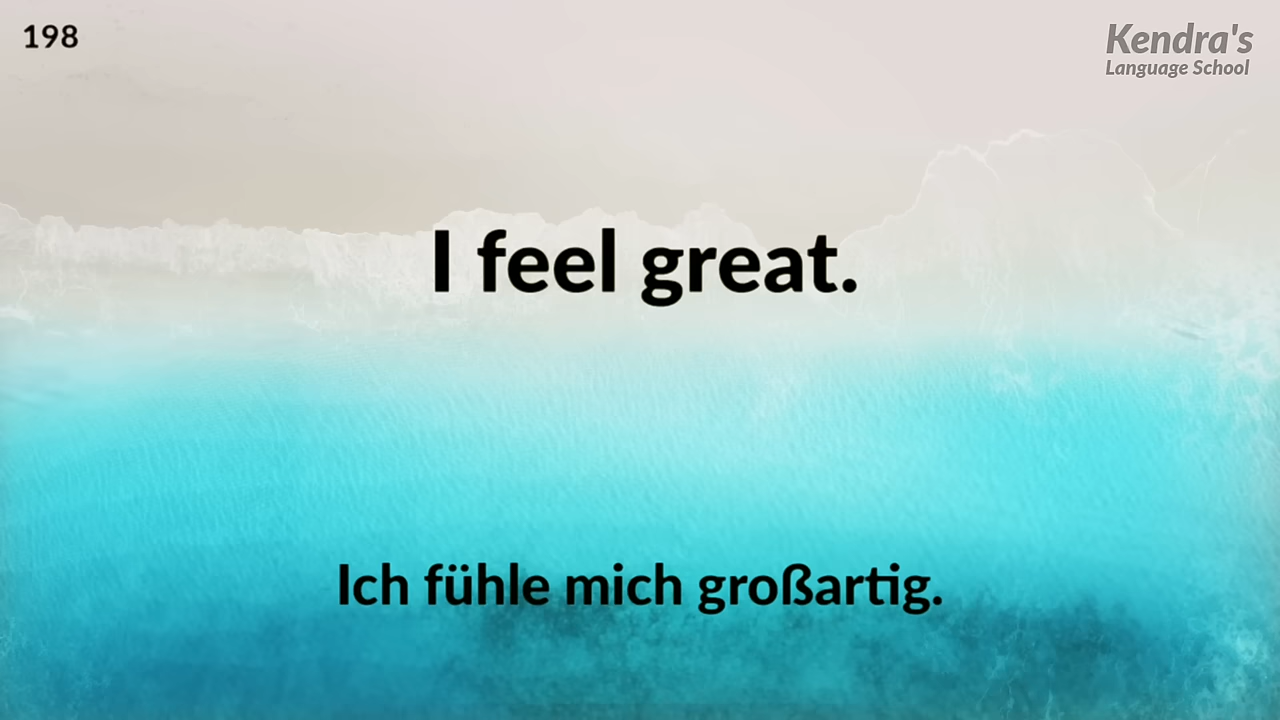 198
Kendra's
Language School
I feel great.
Ich fühle mich großartig.